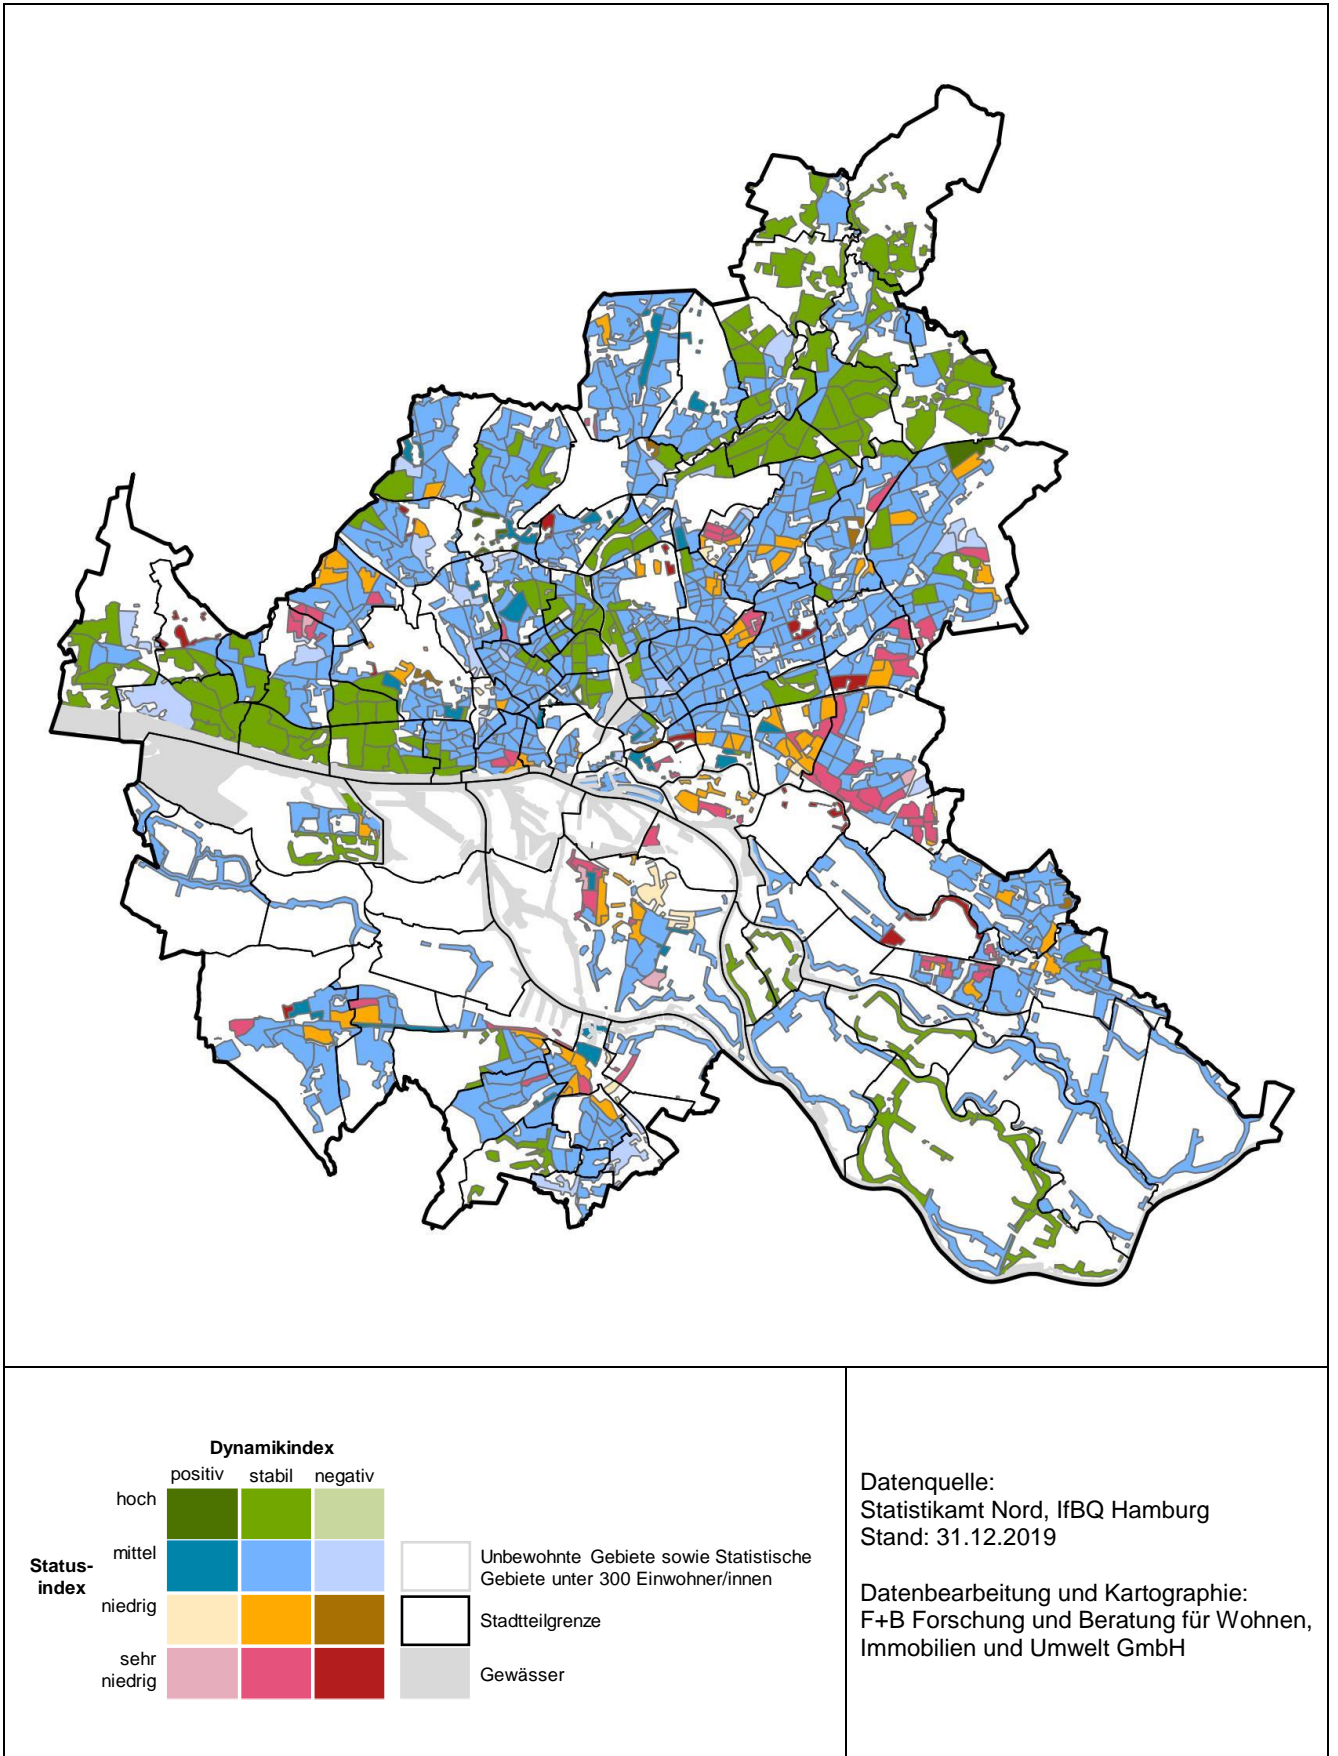 Dynamikindex
positiv stabil negativ
hoch
mittel
Status-
index
niedrig
sehr
niedrig
Unbewohnte Gebiete sowie Statistische
Gebiete unter 300 Einwohner/innen
Stadtteilgrenze
Gewässer
Datenquelle:
Statistikamt Nord, IfBQ Hamburg
Stand: 31.12.2019
Datenbearbeitung und Kartographie:
F+B Forschung und Beratung für Wohnen,
Immobilien und Umwelt GmbH